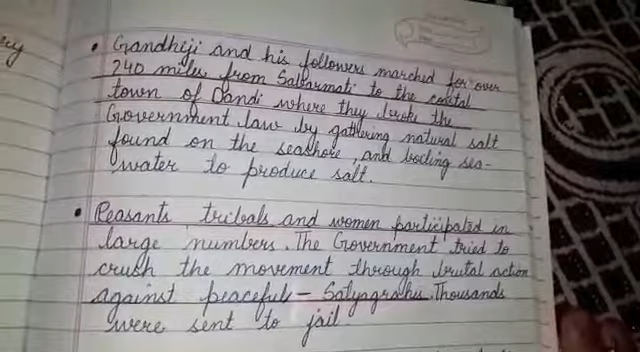 • Gandhiji and his followers marched for over
240 miles from Sabarmati to the coastal
town of Dandi where they broke the
Government law by gathering natural salt
found on the seashore, and boiling sea-
water to produce salt.
• Peasants tribals and women participated in
large numbers. The Government tried to
crush the movement through brutal action
against peaceful - Satyagrahis. Thousands
were sent to jail.